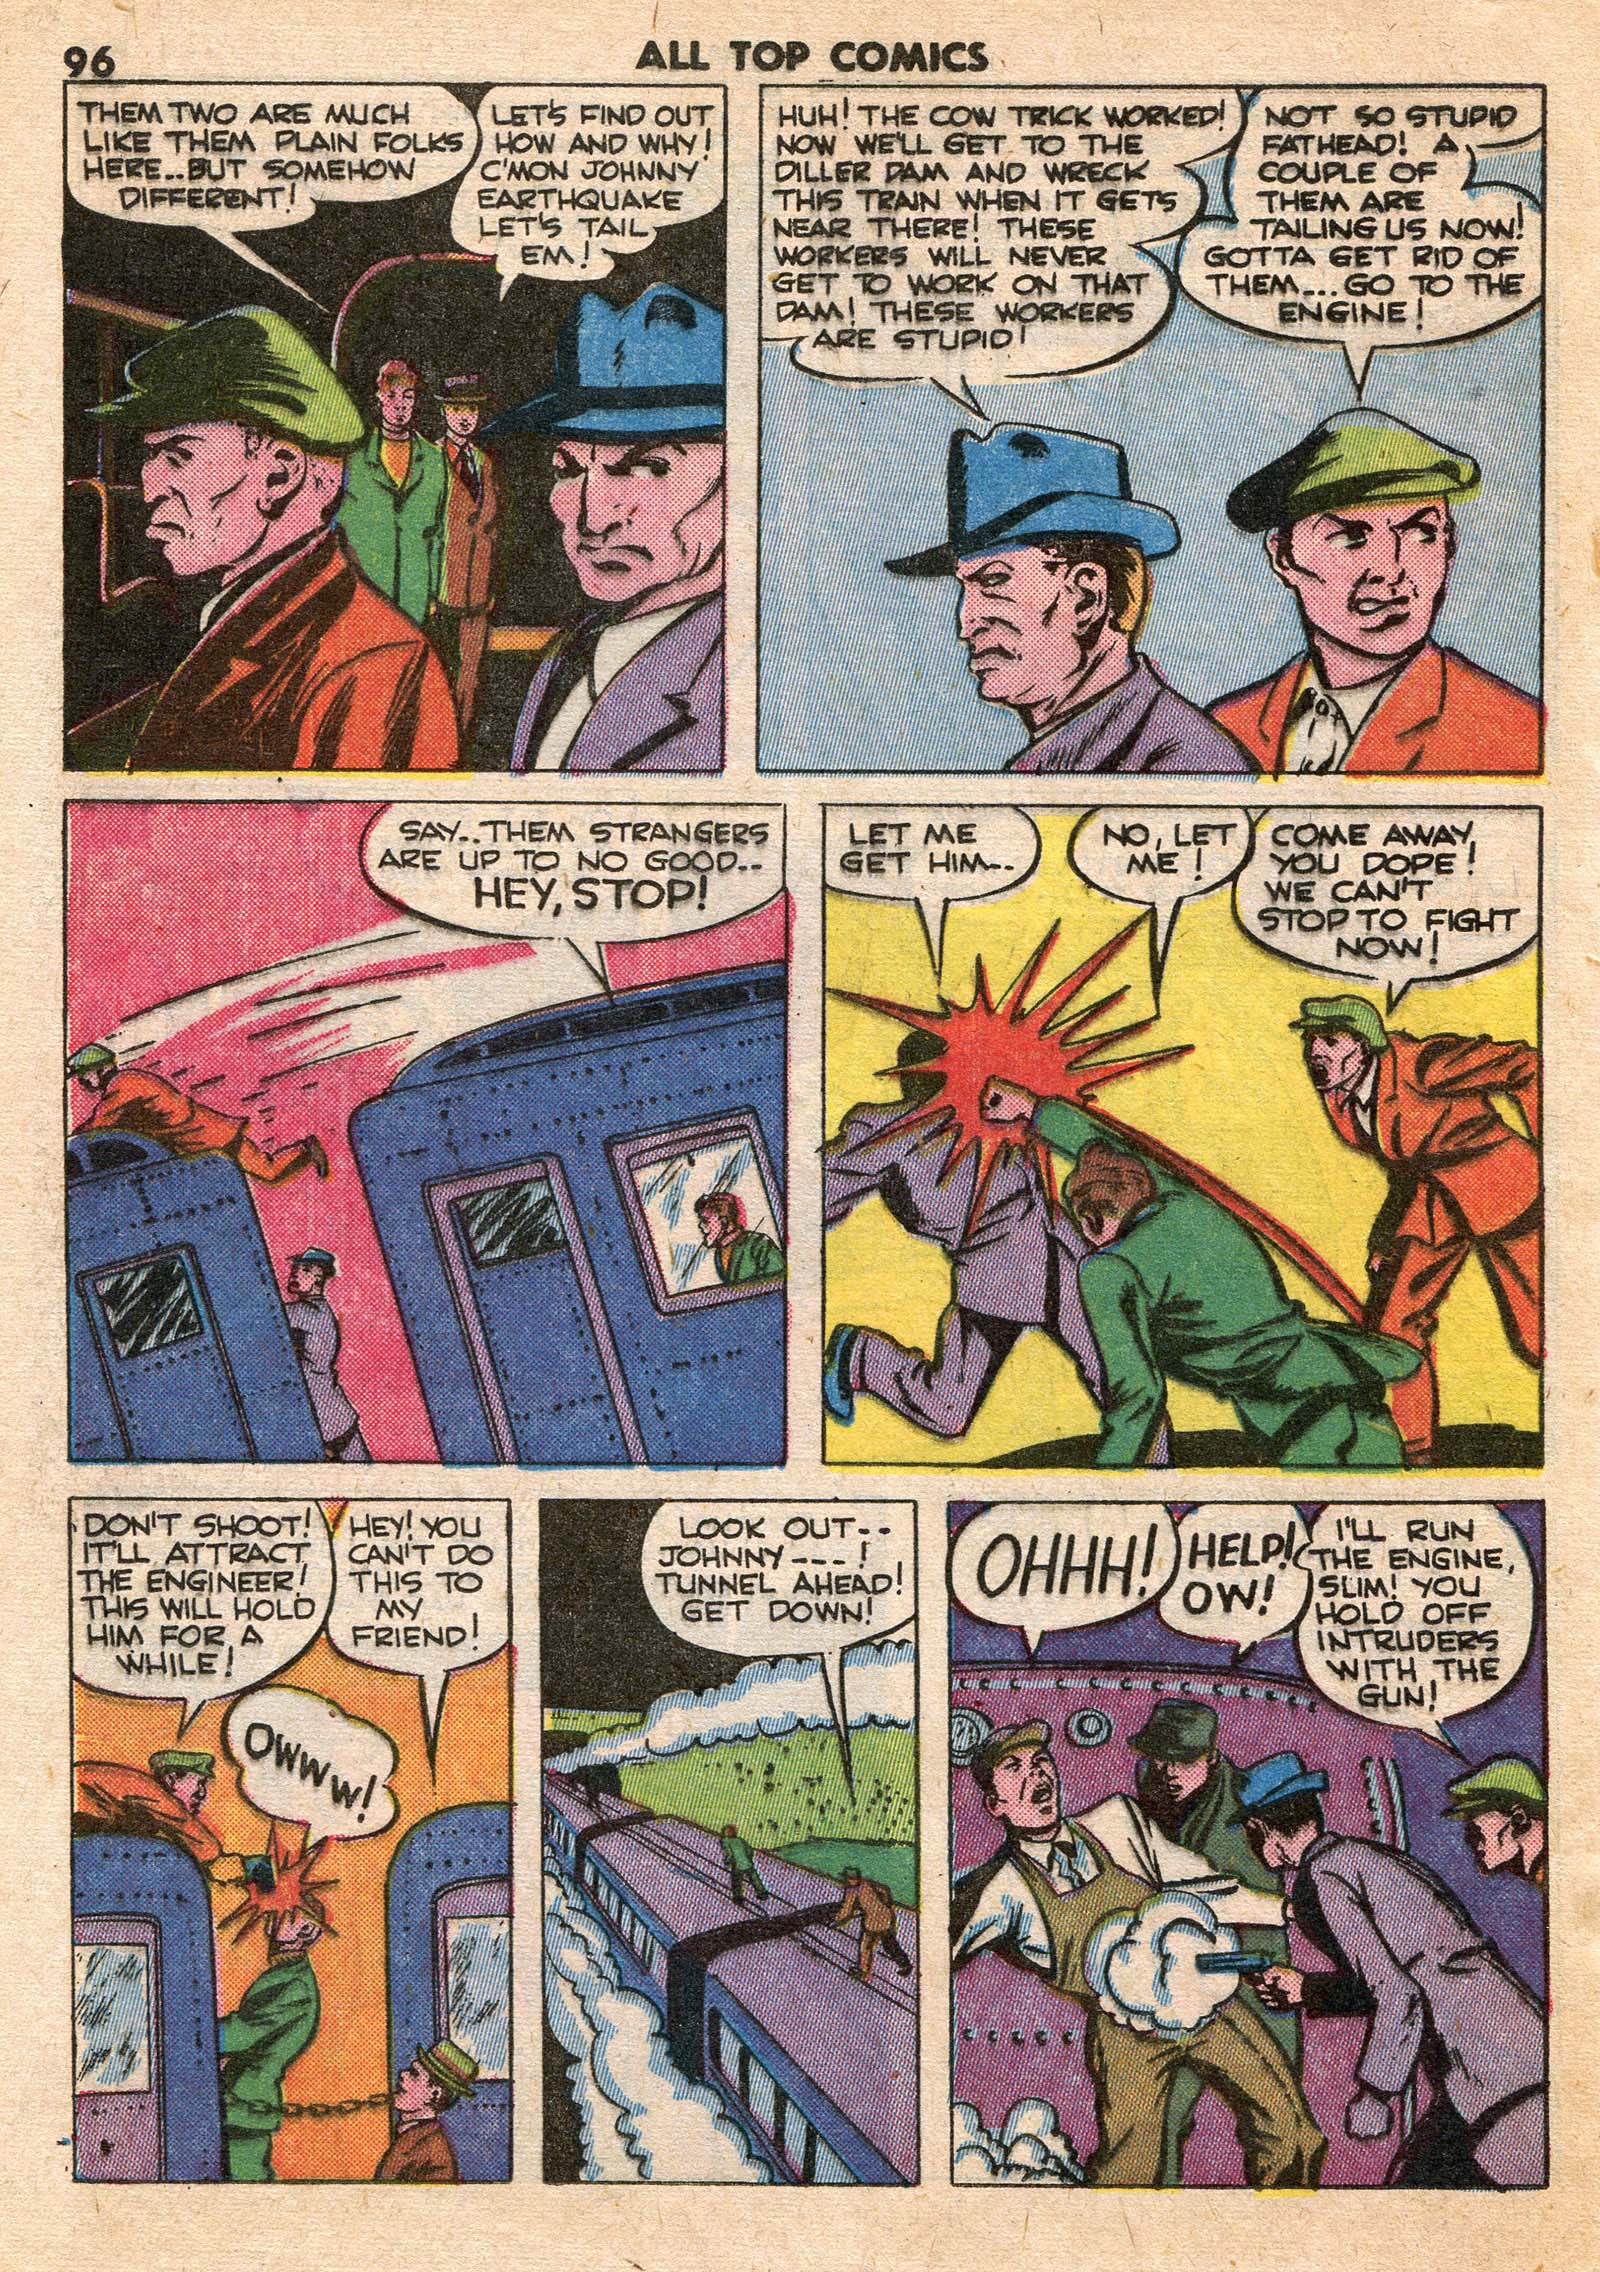 96
ALL TOP COMICS
THEM TWO ARE MUCH
LIKE THEM PLAIN FOLKS
HERE..BUT SOMEHOW
DIFFERENT!
LET'S FIND OUT
HOW AND WHY!
C'MON JOHNNY
EARTHQUAKE
LET'S TAIL
EM!
HUH! THE COW TRICK WORKED!
NOW WE'LL GET TO THE
DILLER DAM AND WRECK
THIS TRAIN WHEN IT GETS
NEAR THERE! THESE
WORKERS WILL NEVER
GET TO WORK ON THAT
DAM! THESE WORKERS
ARE STUPID!
NOT SO STUPID
FATHEAD! A
COUPLE OF
THEM ARE
TAILING US NOW!
GOTTA GET RID OF
THEM... GO TO THE
ENGINE!
SAY-..THEM STRANGERS
ARE UP TO NO GOOD--
HEY, STOP!
LET ME
GET HIM--
NO, LET
ME!
COME AWAY,
YOU DOPE!
WE CAN'T
STOP TO FIGHT
NOW!
DON'T SHOOT!
IT'LL ATTRACT
THE ENGINEER!
THIS WILL HOLD
HIM FOR A
WHILE!
HEY! YOU
CAN'T DO
THIS TO
MY
FRIEND!
OWWW!
LOOK OUT--
JOHNNY---!
TUNNEL AHEAD!
GET DOWN!
OHHH!
HELP!
OW!
I'LL RUN
THE ENGINE,
SLIM! YOU
HOLD OFF
INTRUDERS
WITH THE
GUN!